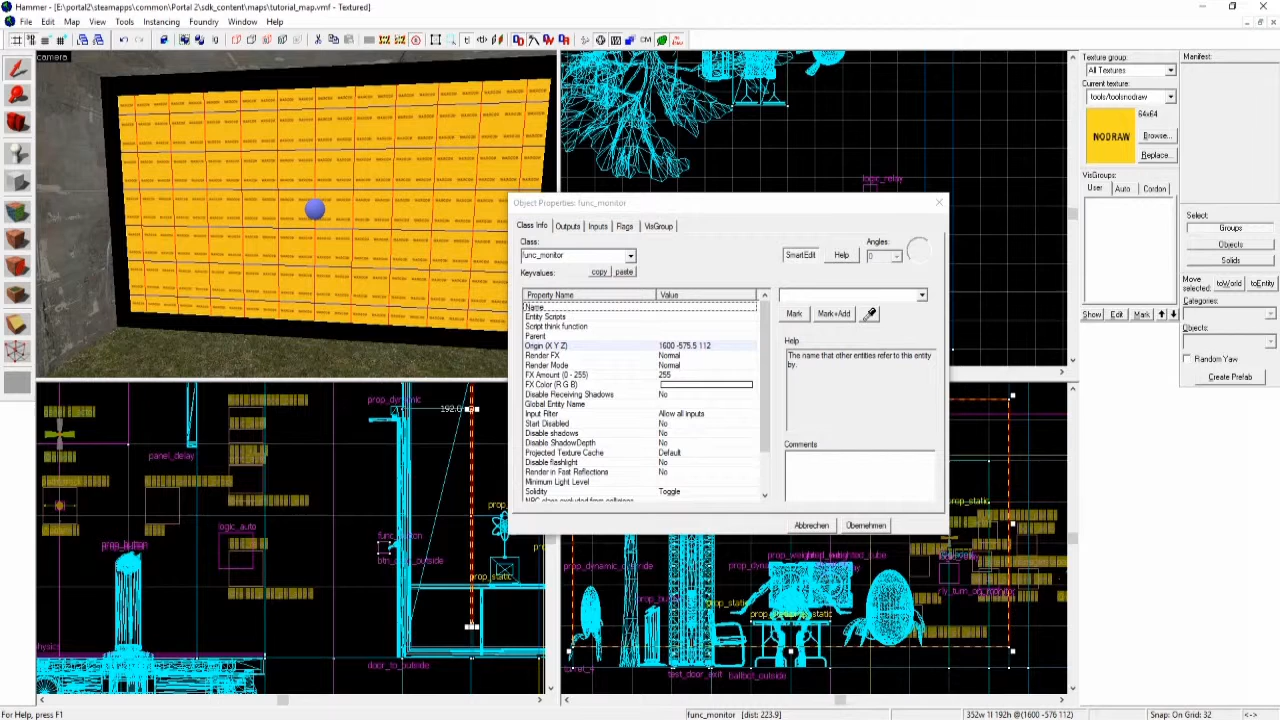 Hammer - [E:\portal2\steamapps\common\Portal 2\sdk_content\maps\tutorial_map.vmf - Textured]
File Edit Map View Tools Instancing Foundry Window Help
camera
Texture group:
All Textures
Current texture:
tools/toolsnodraw
64x64
NODRAW
Browse...
Replace...
VisGroups:
User Auto Cordon
Show Edit Mark
Manifest:
Select:
Groups
Objects
Solids
Move selected:
toWorld toEntity
Categories:
Objects:
Random Yaw
Create Prefab
logic_relay
Object Properties: func_monitor
Class Info Outputs Inputs Flags VisGroup
Class:
func_monitor
Keyvalues: copy paste
SmartEdit Help
Angles:
0
Property Name Value
Name
Entity Scripts
Script think function
Parent
Origin (X Y Z) 1600 -575.5 112
Render FX Normal
Render Mode Normal
FX Amount (0 - 255) 255
FX Color (R G B)
Disable Receiving Shadows No
Global Entity Name
Input Filter Allow all inputs
Start Disabled No
Disable shadows No
Disable ShadowDepth No
Projected Texture Cache Default
Disable flashlight No
Render in Fast Reflections No
Minimum Light Level
Solidity Toggle
Mark Mark+Add
Help
The name that other entities refer to this entity
by.
Comments
Abbrechen Übernehmen
prop_dynamic
192.0
panel_delay
logic_auto
prop_button
btn_
prop_static
door_to_outside
prop_static
prop_dynamic_override
test_door_exit
ballbot_outside
For Help, press F1
func_monitor [dist: 223.9]
352w 1l 192h @(1600 -576 112)
Snap: On Grid: 32
<->